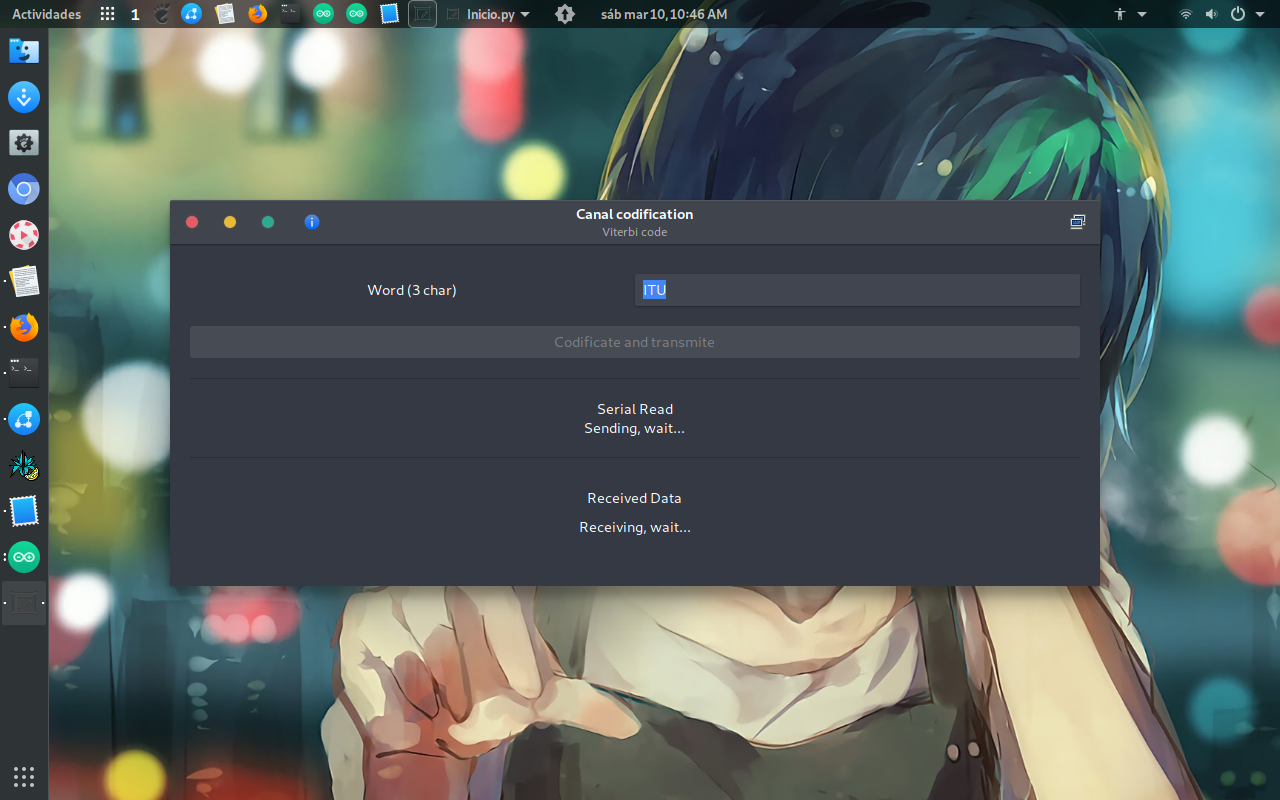 Actividades 1 Inicio.py sáb mar 10, 10:46 AM
Canal codification
Viterbi code
Word (3 char) ITU
Codificate and transmite
Serial Read
Sending, wait...
Received Data
Receiving, wait...